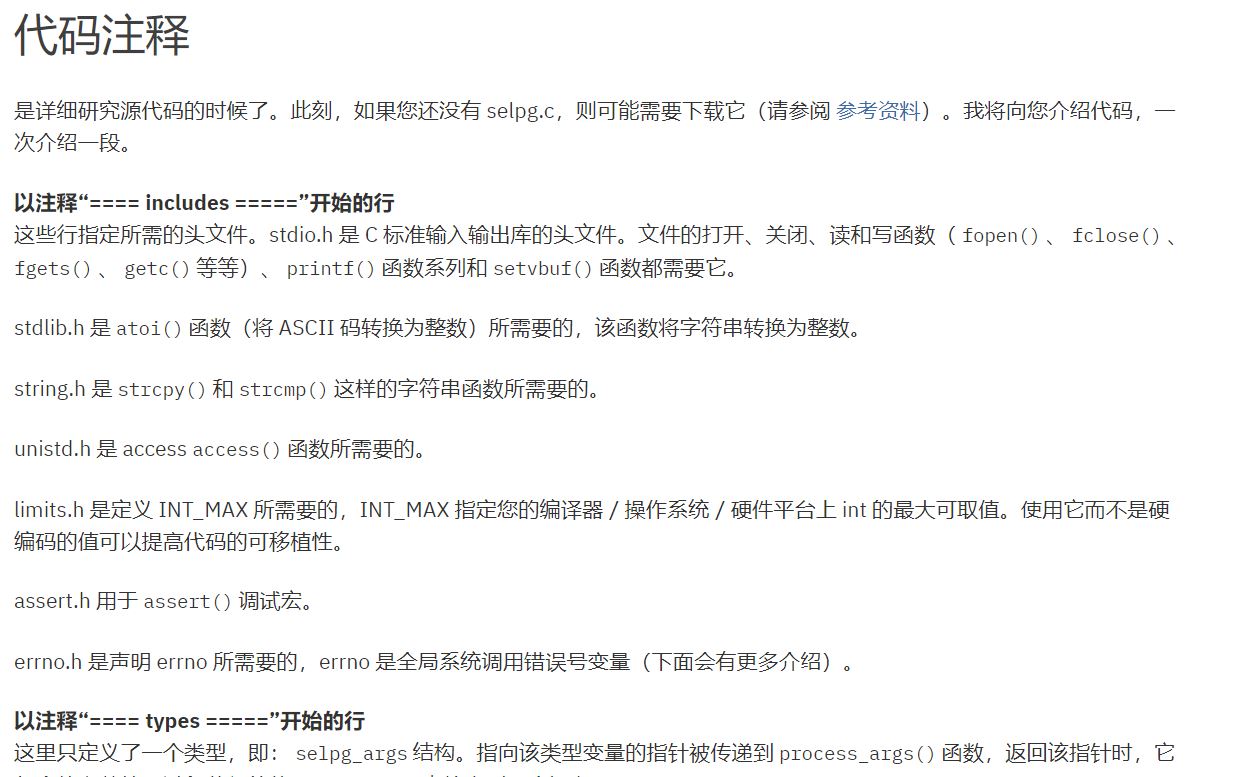 代码注释
是详细研究源代码的时候了。此刻，如果您还没有 selpg.c，则可能需要下载它（请参阅 参考资料）。我将向您介绍代码，一
次介绍一段。
以注释“==== includes =====”开始的行
这些行指定所需的头文件。stdio.h 是 C 标准输入输出库的头文件。文件的打开、关闭、读和写函数（ fopen() 、 fclose() 、
fgets() 、 getc() 等等）、 printf() 函数系列和 setvbuf() 函数都需要它。
stdlib.h 是 atoi() 函数（将 ASCII 码转换为整数）所需要的，该函数将字符串转换为整数。
string.h 是 strcpy() 和 strcmp() 这样的字符串函数所需要的。
unistd.h 是 access access() 函数所需要的。
limits.h 是定义 INT_MAX 所需要的，INT_MAX 指定您的编译器 / 操作系统 / 硬件平台上 int 的最大可取值。使用它而不是硬
编码的值可以提高代码的可移植性。
assert.h 用于 assert() 调试宏。
errno.h 是声明 errno 所需要的，errno 是全局系统调用错误号变量（下面会有更多介绍）。
以注释“==== types =====”开始的行
这里只定义了一个类型，即： selpg_args 结构。指向该类型变量的指针被传递到 process_args() 函数，返回该指针时，它